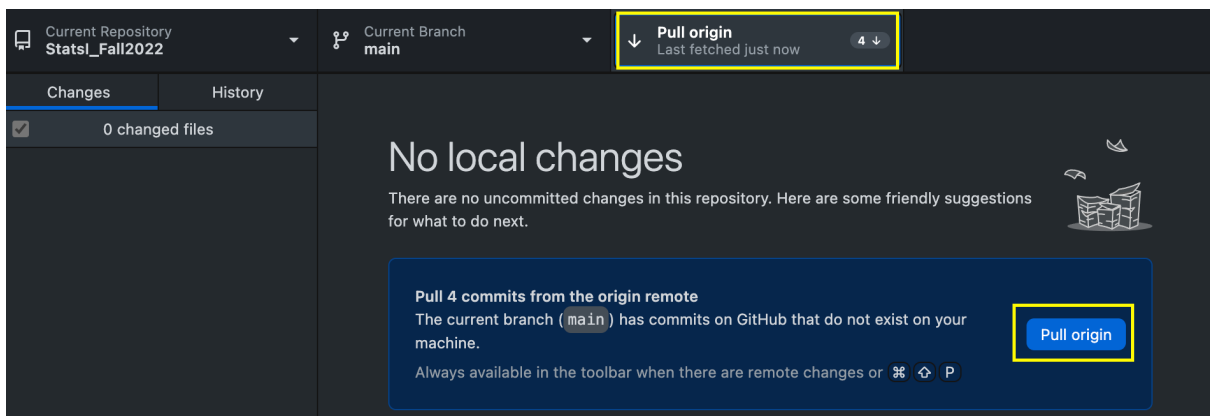 Current Repository
StatsI_Fall2022
Current Branch
main
Pull origin
Last fetched just now
4 ↓
Changes
History
0 changed files
No local changes
There are no uncommitted changes in this repository. Here are some friendly suggestions
for what to do next.
Pull 4 commits from the origin remote
The current branch (main) has commits on GitHub that do not exist on your
machine.
Always available in the toolbar when there are remote changes or ⌘ ⇧ P
Pull origin